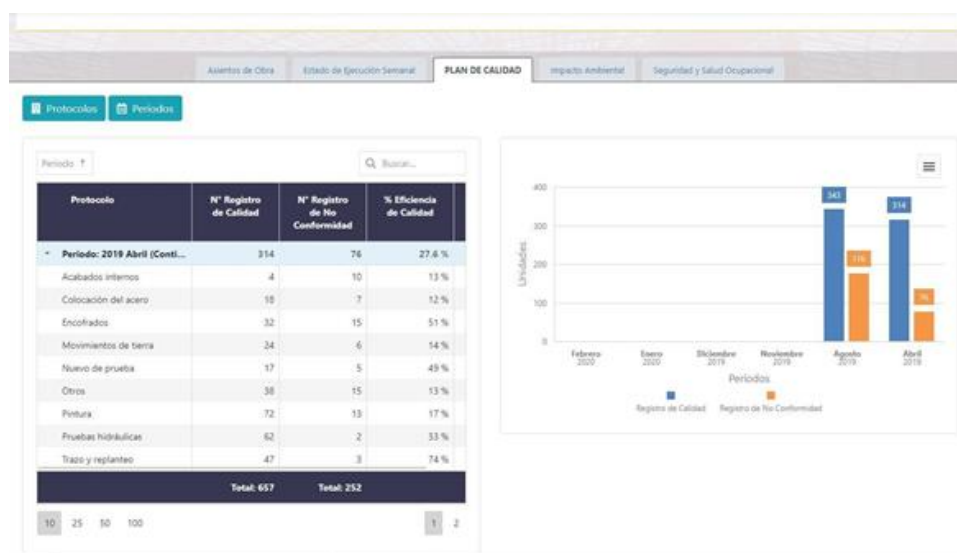 Asientos de Obra Estado de Ejecución Semanal PLAN DE CALIDAD Impacto Ambiental Seguridad y Salud Ocupacional
Protocolos Periodos
Periodo ↑ Buscar...
Protocolo N° Registro de Calidad N° Registro de No Conformidad % Eficiencia de Calidad
Periodo: 2019 Abril (Conti... 314 76 27.6 %
Acabados internos 4 10 13 %
Colocación del acero 18 7 12 %
Encofrados 32 15 51 %
Movimientos de tierra 24 6 14 %
Nuevo de prueba 17 5 49 %
Otros 38 15 13 %
Pintura 72 13 17 %
Pruebas hidráulicas 62 2 33 %
Trazo y replanteo 47 3 74 %
Total: 657 Total: 252
10 25 50 100 1 2
400
300
200
100
0
Unidades
343
314
76
Febrero 2020 Enero 2020 Diciembre 2019 Noviembre 2019 Agosto 2019 Abril 2019
Periodos
Registro de Calidad Registro de No Conformidad